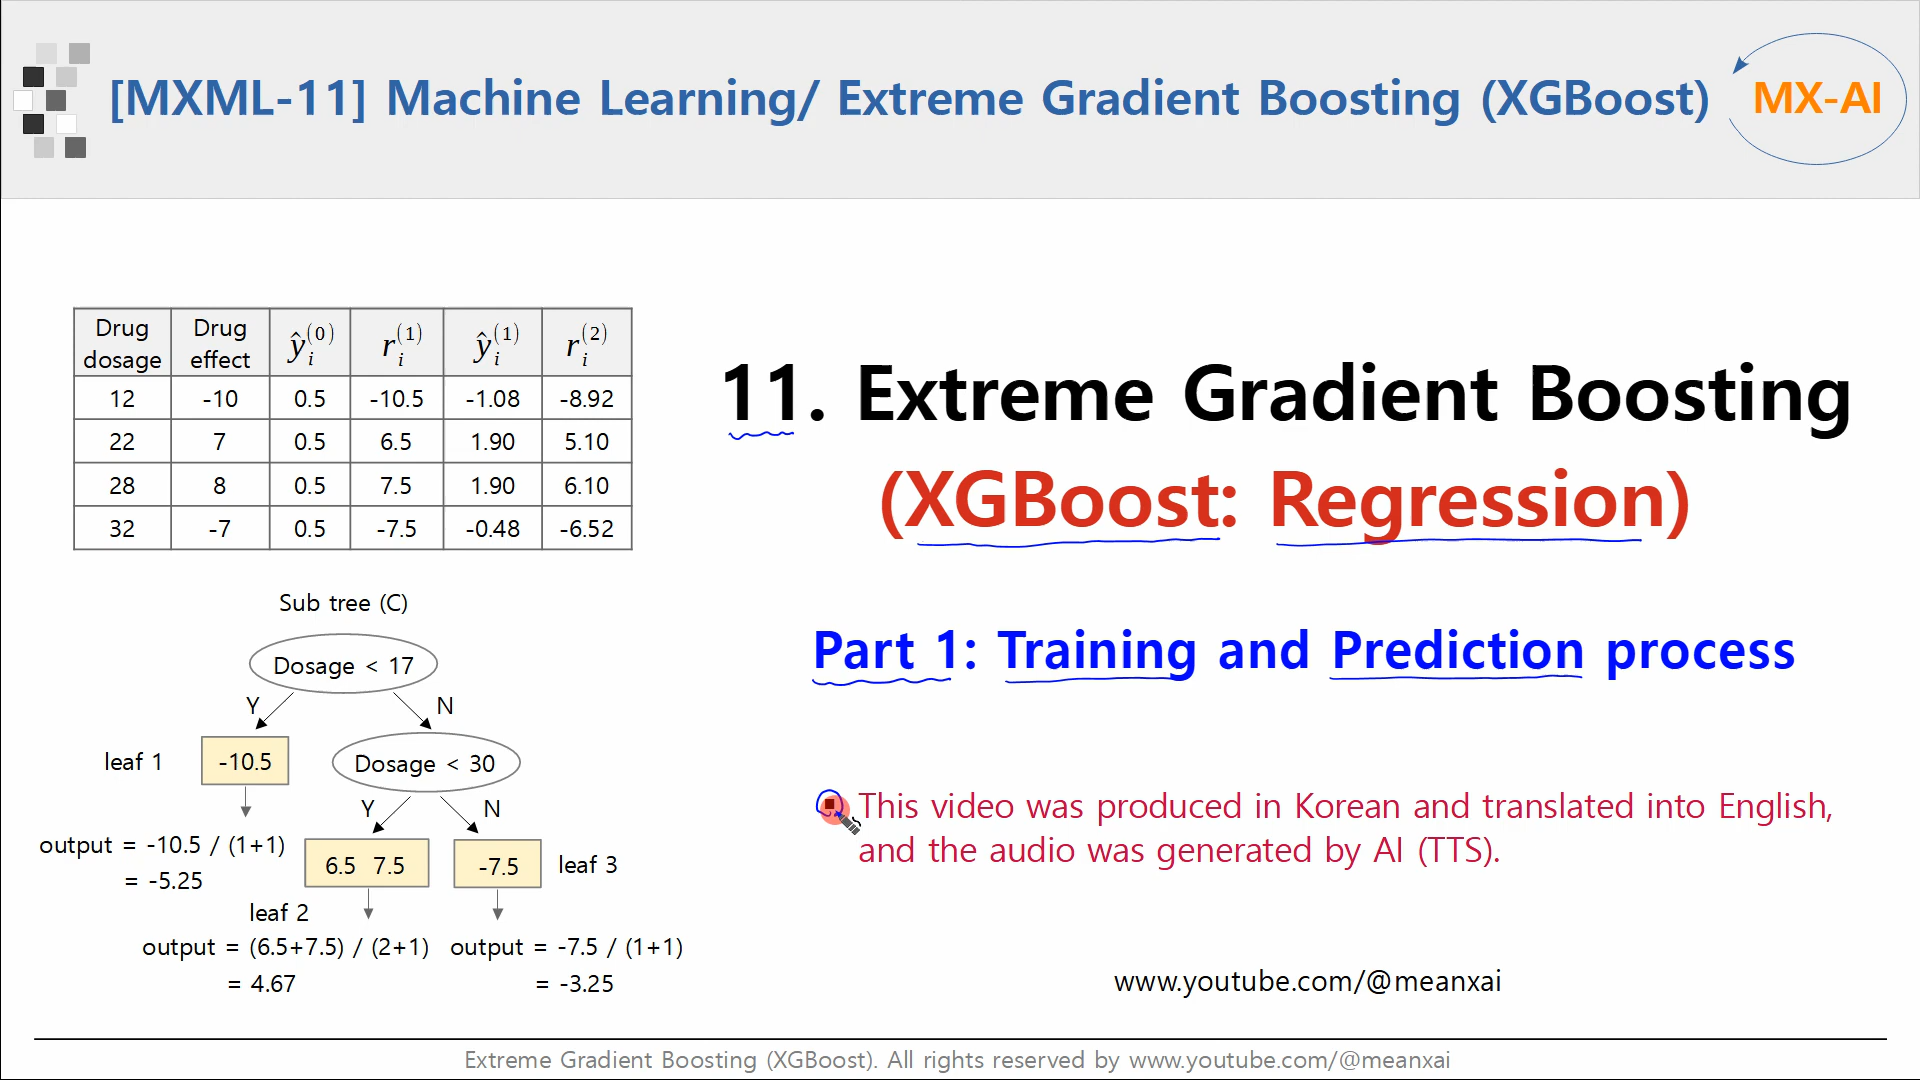 [MXML-11] Machine Learning/ Extreme Gradient Boosting (XGBoost)
MX-AI
Drug dosage Drug effect ŷᵢ⁽⁰⁾ rᵢ⁽¹⁾ ŷᵢ⁽¹⁾ rᵢ⁽²⁾
12 -10 0.5 -10.5 -1.08 -8.92
22 7 0.5 6.5 1.90 5.10
28 8 0.5 7.5 1.90 6.10
32 -7 0.5 -7.5 -0.48 -6.52
Sub tree (C)
Dosage < 17
Y N
leaf 1 -10.5 Dosage < 30
Y N
output = -10.5 / (1+1)
= -5.25
6.5 7.5 -7.5 leaf 3
leaf 2
output = (6.5+7.5) / (2+1)
= 4.67
output = -7.5 / (1+1)
= -3.25
11. Extreme Gradient Boosting
(XGBoost: Regression)
Part 1: Training and Prediction process
This video was produced in Korean and translated into English,
and the audio was generated by AI (TTS).
www.youtube.com/@meanxai
Extreme Gradient Boosting (XGBoost). All rights reserved by www.youtube.com/@meanxai